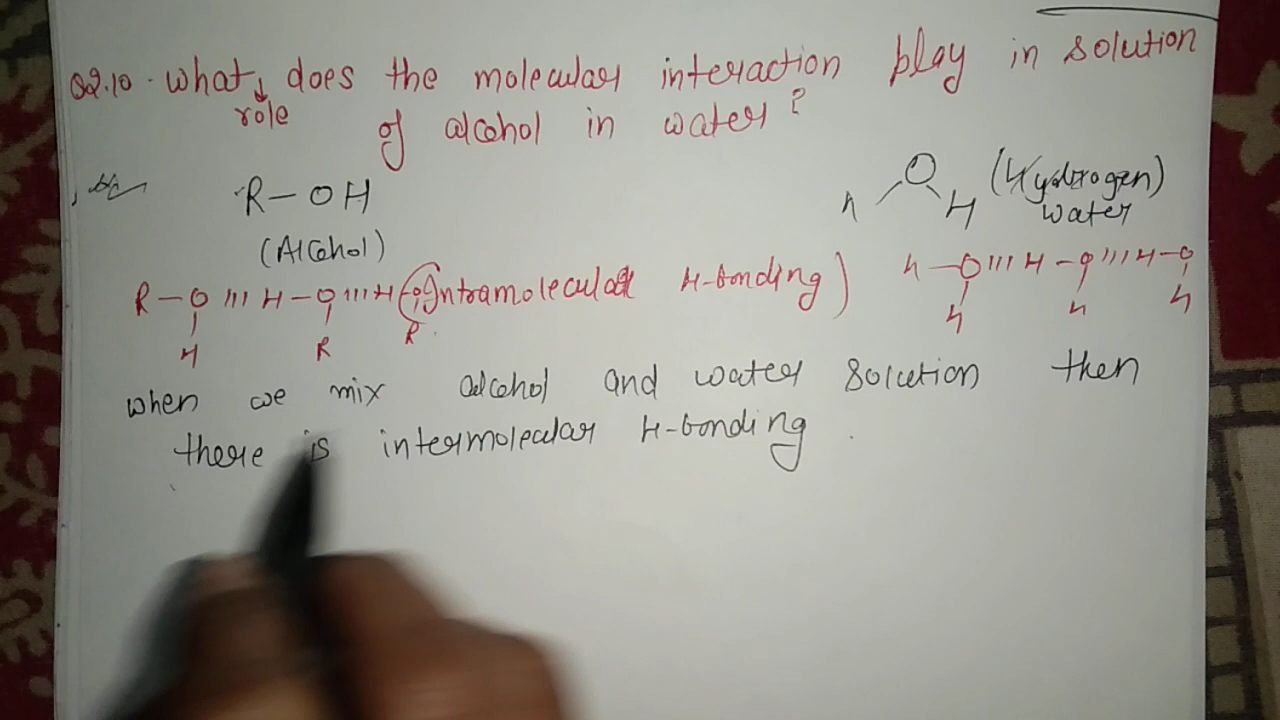 Q2.10. what role does the molecular interaction play in solution
of alcohol in water?
R-OH
(Alcohol)
O
H H
(Hydrogen)
water
R-O ||| H-O ||| H-O
H R R
(Intramolecular H-bonding)
H-O ||| H-O ||| H-O
H H H
when we mix alcohol and water solution then
there is intermolecular H-bonding